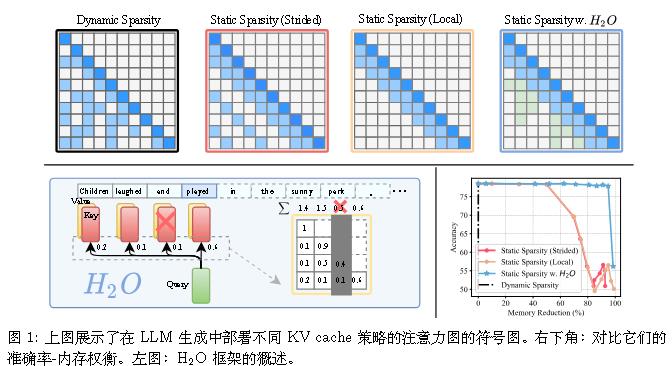 Dynamic Sparsity
Static Sparsity (Strided)
Static Sparsity (Local)
Static Sparsity w. H₂O
Children laughed and played in the sunny park . ...
Value
Key
0.2 0.1 0.1 0.6
H₂O
Query
Σ 1.4 1.5 0.5 0.6
1
0.1 0.9
0.1 0.5 0.4
0.2 0.1 0.1 0.6
Accuracy
75
70
65
60
55
50
Static Sparsity (Strided)
Static Sparsity (Local)
Static Sparsity w. H₂O
Dynamic Sparsity
0 20 40 60 80 100
Memory Reduction (%)
图 1: 上图展示了在 LLM 生成中部署不同 KV cache 策略的注意力图的符号图。右下角：对比它们的
准确率-内存权衡。左图：H₂O 框架的概述。